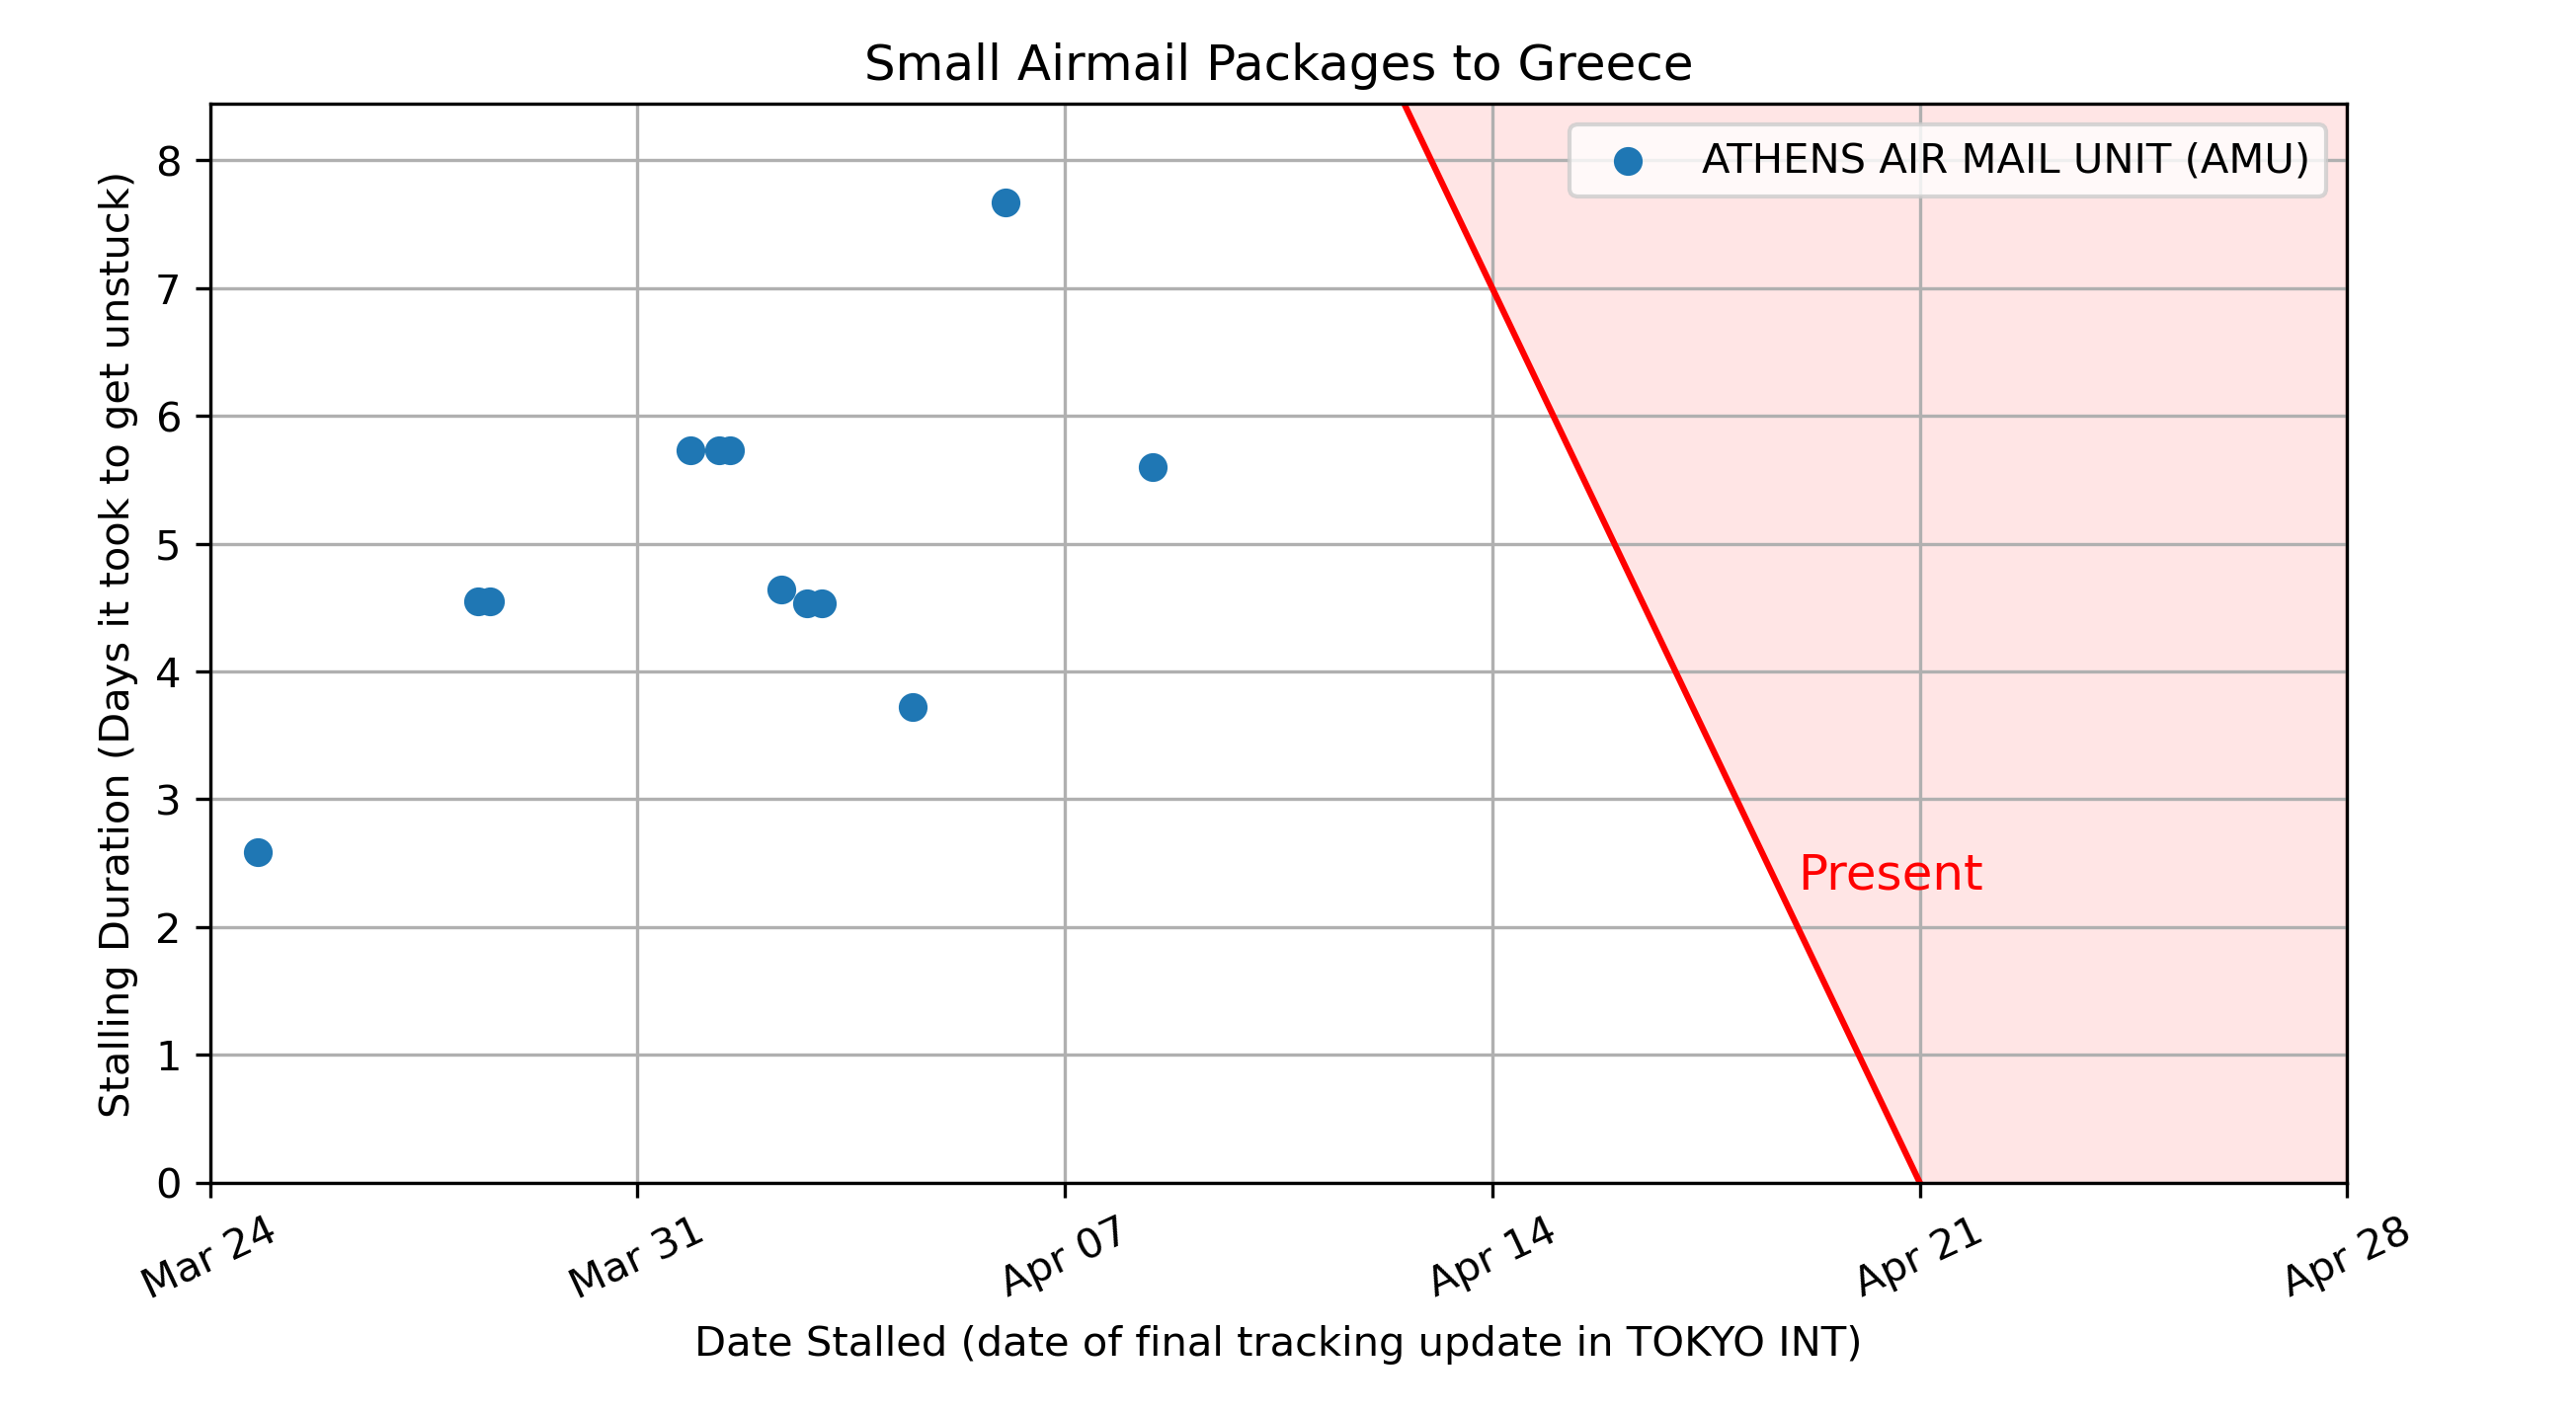 Small Airmail Packages to Greece
ATHENS AIR MAIL UNIT (AMU)
Stalling Duration (Days it took to get unstuck)
8
7
6
5
4
3
2
1
0
Present
Mar 24
Mar 31
Apr 07
Apr 14
Apr 21
Apr 28
Date Stalled (date of final tracking update in TOKYO INT)